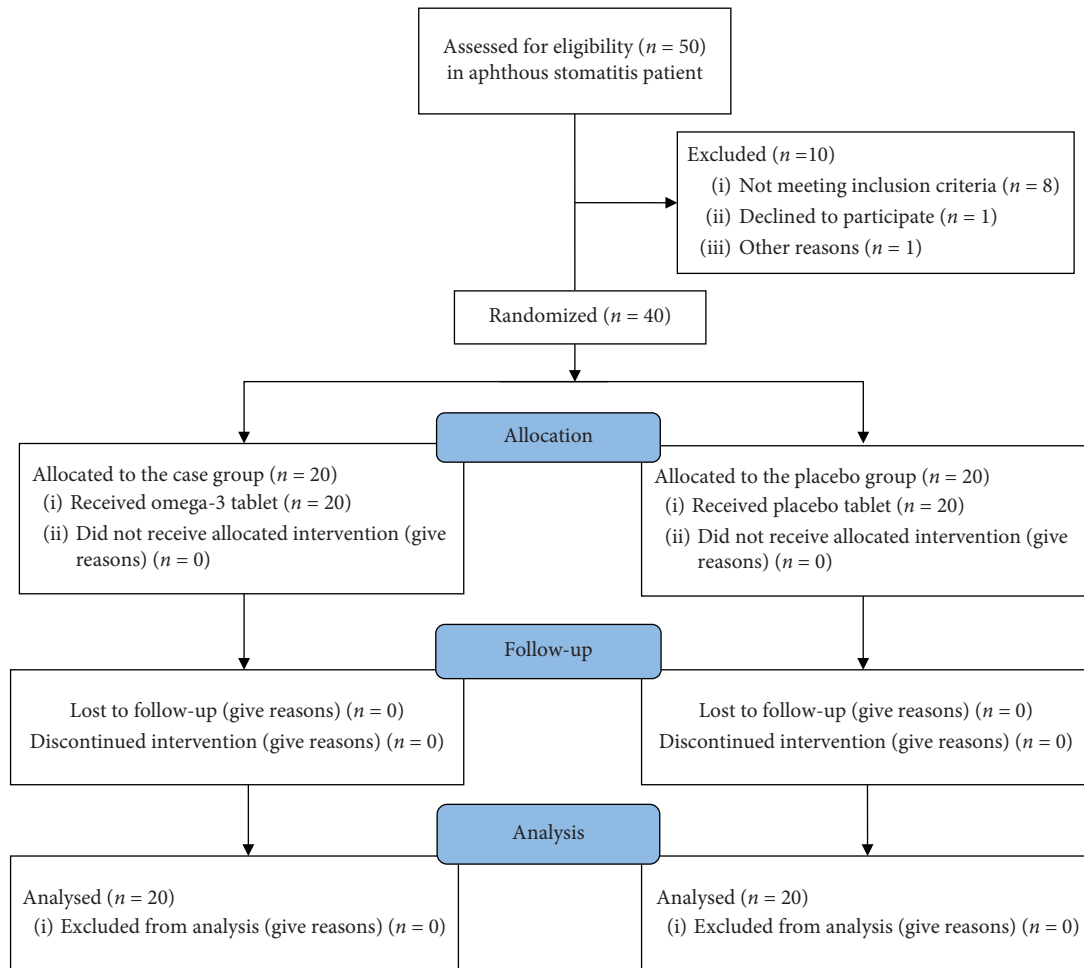 Assessed for eligibility (n = 50)
in aphthous stomatitis patient
Excluded (n =10)
(i) Not meeting inclusion criteria (n = 8)
(ii) Declined to participate (n = 1)
(iii) Other reasons (n = 1)
Randomized (n = 40)
Allocation
Allocated to the case group (n = 20)
(i) Received omega-3 tablet (n = 20)
(ii) Did not receive allocated intervention (give
reasons) (n = 0)
Allocated to the placebo group (n = 20)
(i) Received placebo tablet (n = 20)
(ii) Did not receive allocated intervention (give
reasons) (n = 0)
Follow-up
Lost to follow-up (give reasons) (n = 0)
Discontinued intervention (give reasons) (n = 0)
Lost to follow-up (give reasons) (n = 0)
Discontinued intervention (give reasons) (n = 0)
Analysis
Analysed (n = 20)
(i) Excluded from analysis (give reasons) (n = 0)
Analysed (n = 20)
(i) Excluded from analysis (give reasons) (n = 0)